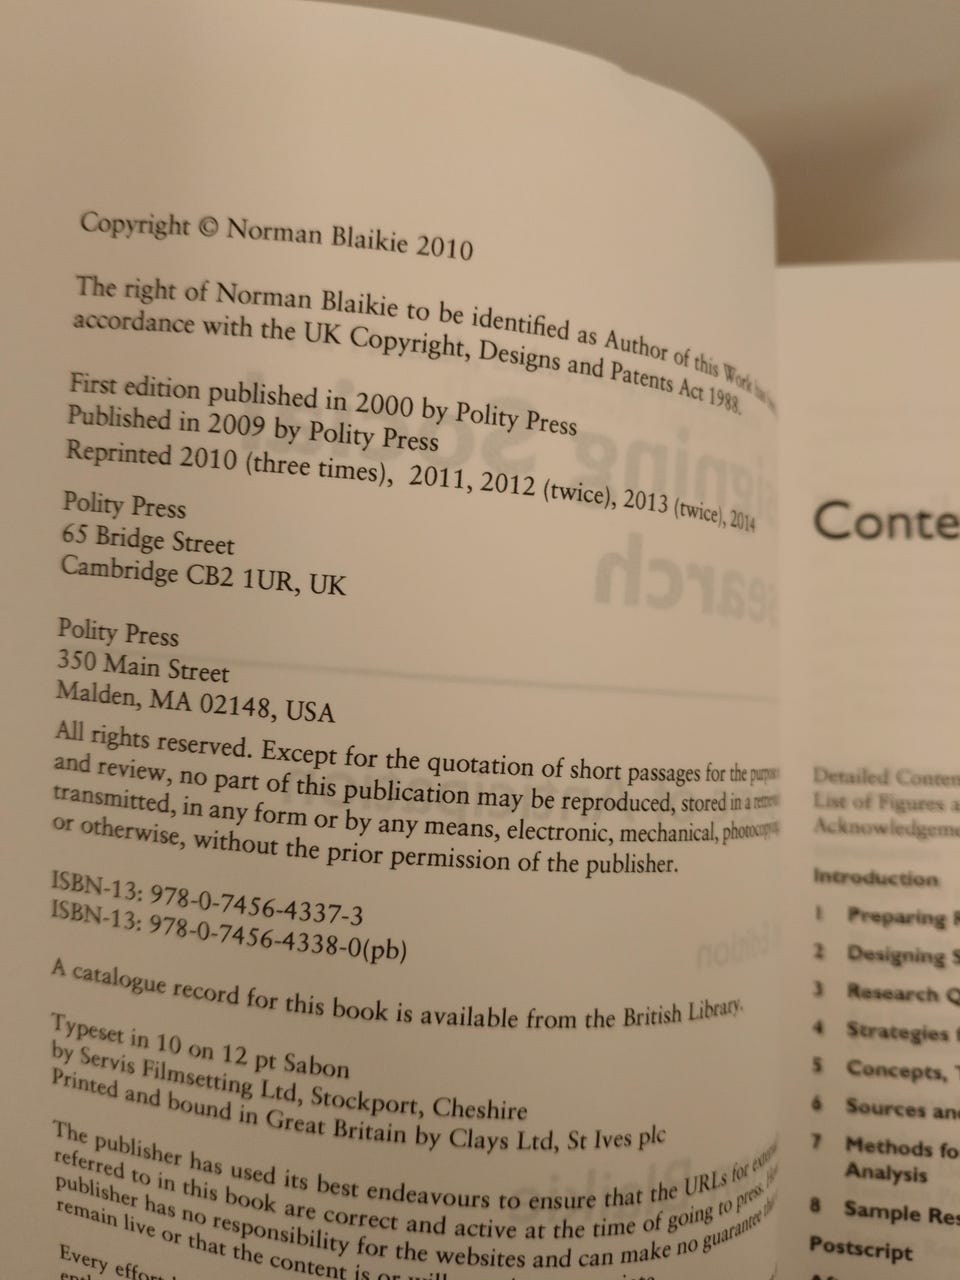 Copyright © Norman Blaikie 2010
The right of Norman Blaikie to be identified as Author of this Work
accordance with the UK Copyright, Designs and Patents Act 1988.
First edition published in 2000 by Polity Press
Published in 2009 by Polity Press
Reprinted 2010 (three times), 2011, 2012 (twice), 2013 (twice), 2014
Polity Press
65 Bridge Street
Cambridge CB2 1UR, UK
Polity Press
350 Main Street
Malden, MA 02148, USA
All rights reserved. Except for the quotation of short passages for the
and review, no part of this publication may be reproduced, stored in a
transmitted, in any form or by any means, electronic, mechanical,
or otherwise, without the prior permission of the publisher.
ISBN-13: 978-0-7456-4337-3
ISBN-13: 978-0-7456-4338-0(pb)
A catalogue record for this book is available from the British Library.
Typeset in 10 on 12 pt Sabon
by Servis Filmsetting Ltd, Stockport, Cheshire
Printed and bound in Great Britain by Clays Ltd, St Ives plc
The publisher has used its best endeavours to ensure that the URLs for
referred to in this book are correct and active at the time of going to press.
publisher has no responsibility for the websites and can make no guarantee
remain live or that the content is or
Every
Conte
Detailed Conten
List of Figures a
Acknowledgeme
Introduction
1 Preparing
2 Designing S
3 Research Q
4 Strategies f
5 Concepts,
6 Sources an
7 Methods fo
Analysis
8 Sample Res
Postscript